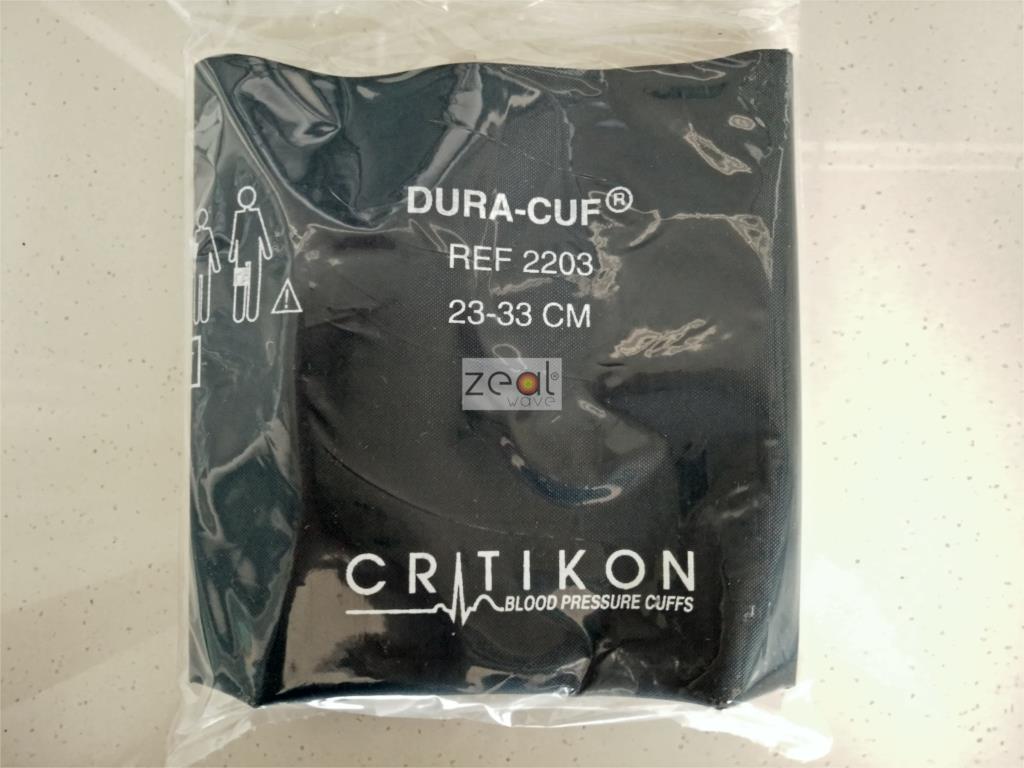 DURA-CUF®
REF 2203
23-33 CM
zeal®
wave
CRITIKON
BLOOD PRESSURE CUFFS